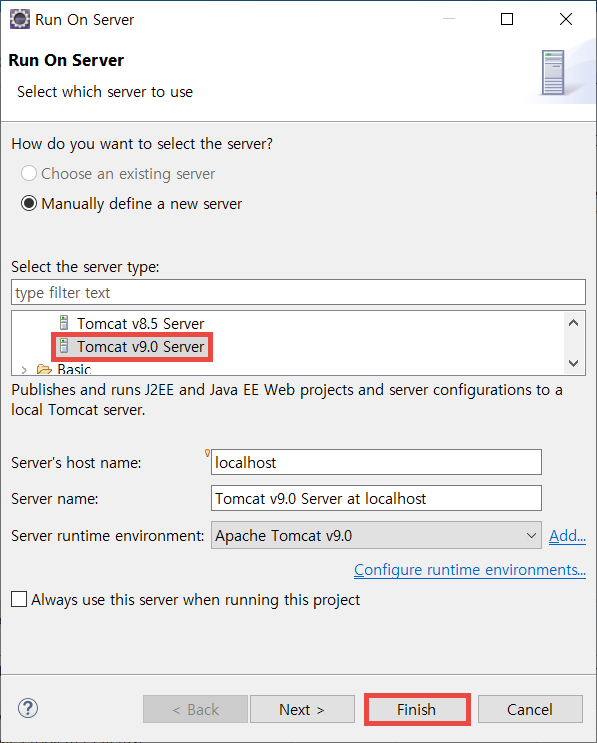 Run On Server
Run On Server
Select which server to use
How do you want to select the server?
Choose an existing server
Manually define a new server
Select the server type:
type filter text
Tomcat v8.5 Server
Tomcat v9.0 Server
Basic
Publishes and runs J2EE and Java EE Web projects and server configurations to a
local Tomcat server.
Server's host name: localhost
Server name: Tomcat v9.0 Server at localhost
Server runtime environment: Apache Tomcat v9.0 Add...
Configure runtime environments...
Always use this server when running this project
? < Back Next > Finish Cancel